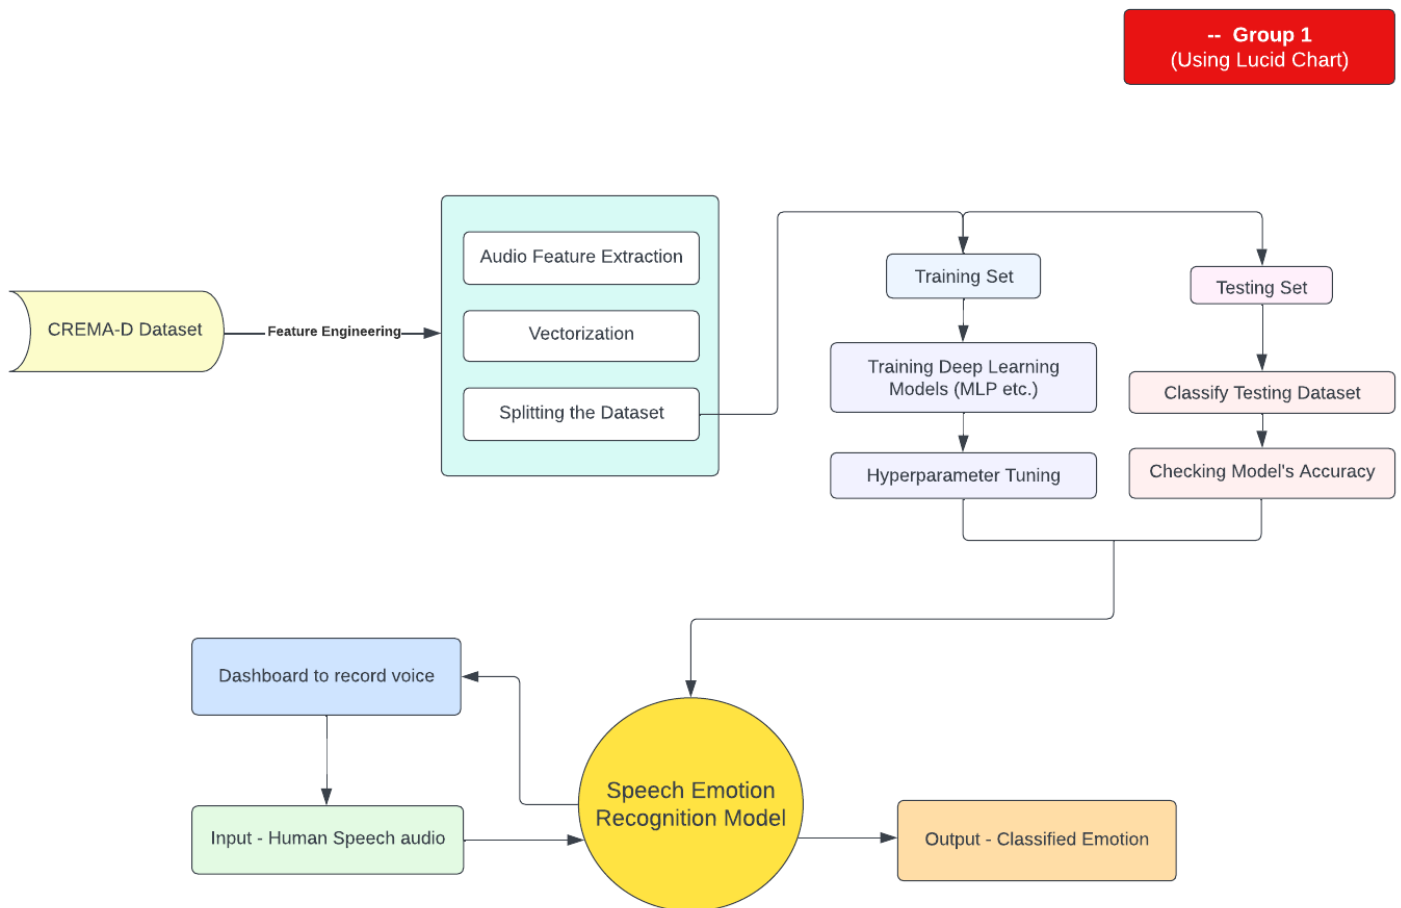 -- Group 1
(Using Lucid Chart)
Audio Feature Extraction
Training Set
Testing Set
CREMA-D Dataset
Feature Engineering
Vectorization
Training Deep Learning
Models (MLP etc.)
Classify Testing Dataset
Splitting the Dataset
Hyperparameter Tuning
Checking Model's Accuracy
Dashboard to record voice
Speech Emotion
Recognition Model
Input - Human Speech audio
Output - Classified Emotion